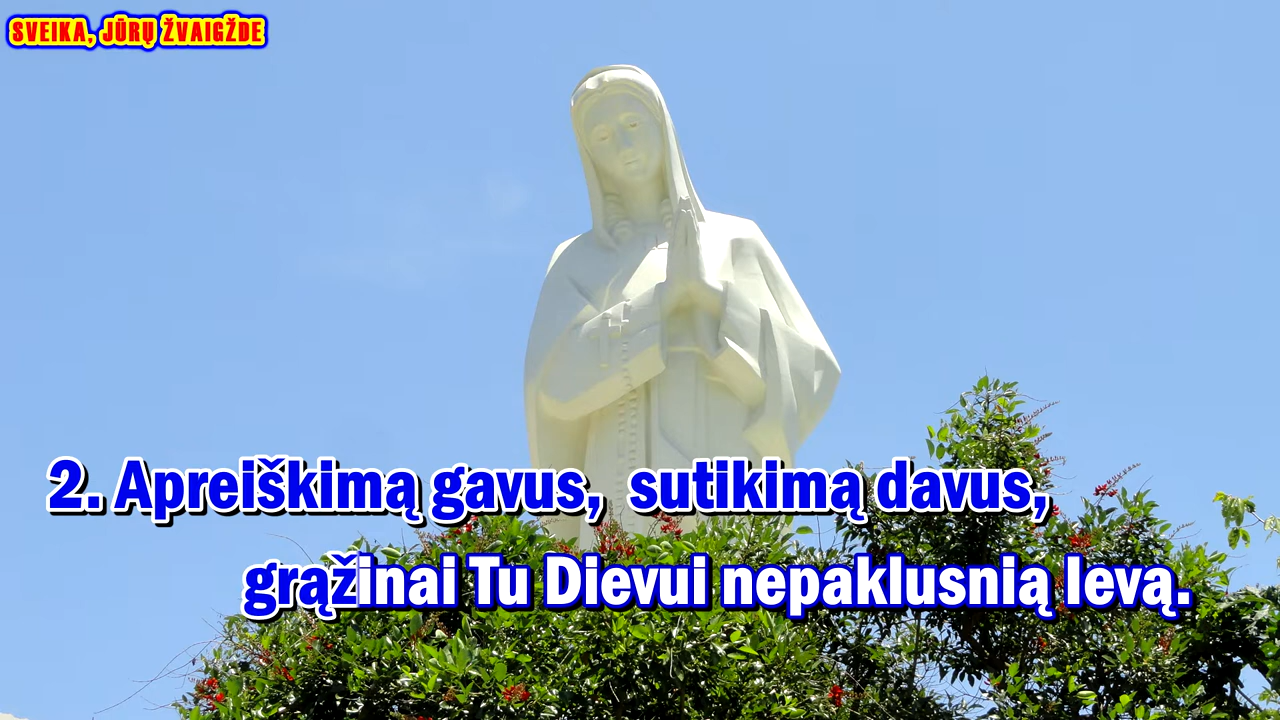 SVEIKA, JŪRŲ ŽVAIGŽDE
2. Apreiškimą gavus, sutikimą davus,
grąžinai Tu Dievui nepaklusnią Ievą.